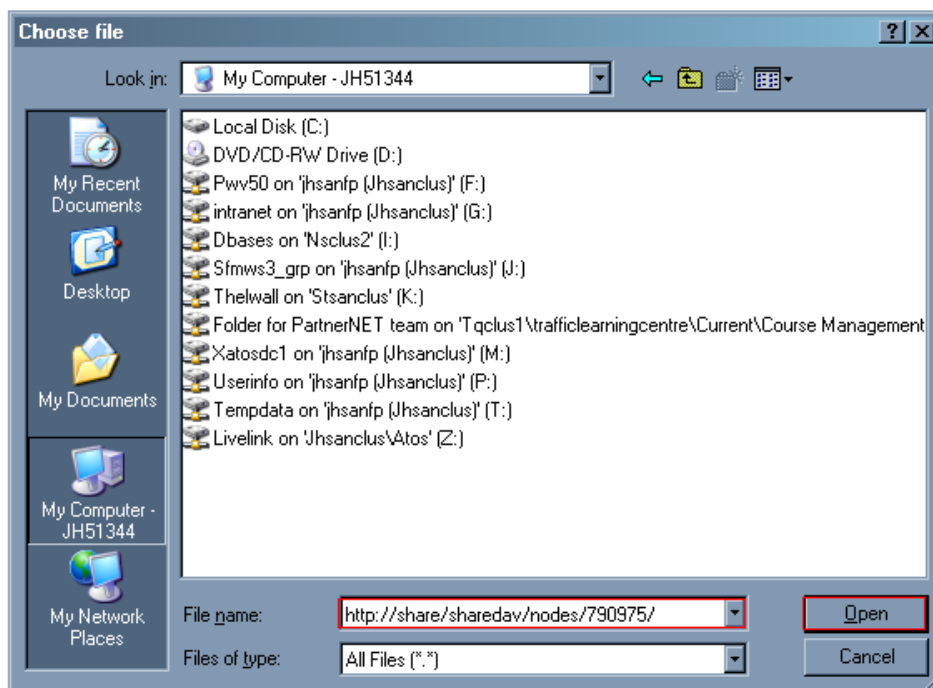 Choose file
Look in: My Computer - JH51344
My Recent
Documents
Desktop
My Documents
My Computer -
JH51344
My Network
Places
Local Disk (C:)
DVD/CD-RW Drive (D:)
Pwv50 on 'jhsanfp (Jhsanclus)' (F:)
intranet on 'jhsanfp (Jhsanclus)' (G:)
Dbases on 'Nsclus2' (I:)
Sfmws3_grp on 'jhsanfp (Jhsanclus)' (J:)
Thelwall on 'Stsanclus' (K:)
Folder for PartnerNET team on 'Tqclus1\trafficlearningcentre\Current\Course Management
Xatosdc1 on 'jhsanfp (Jhsanclus)' (M:)
Userinfo on 'jhsanfp (Jhsanclus)' (P:)
Tempdata on 'jhsanfp (Jhsanclus)' (T:)
Livelink on 'Jhsanclus\Atos' (Z:)
File name: http://share/sharedav/nodes/790975/ Open
Files of type: All Files (*.*) Cancel